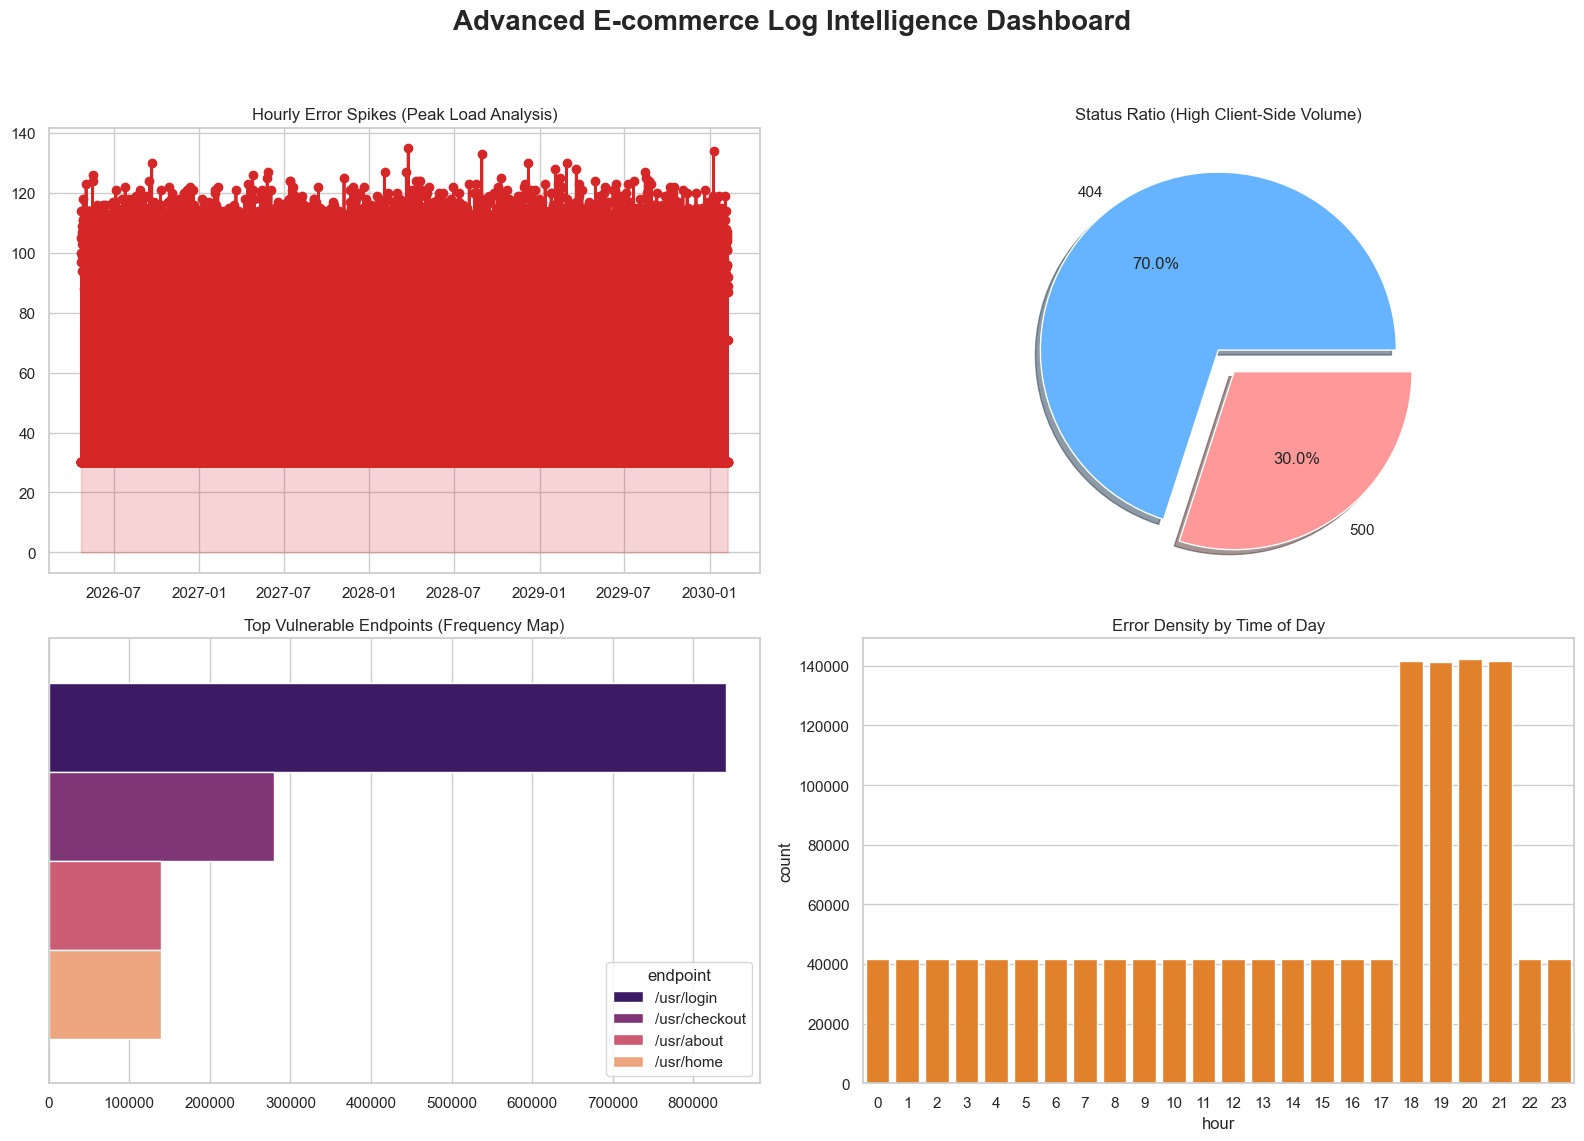 Advanced E-commerce Log Intelligence Dashboard
Hourly Error Spikes (Peak Load Analysis)
140
120
100
80
60
40
20
0
2026-07 2027-01 2027-07 2028-01 2028-07 2029-01 2029-07 2030-01
Status Ratio (High Client-Side Volume)
404
70.0%
30.0%
500
Top Vulnerable Endpoints (Frequency Map)
endpoint
/usr/login
/usr/checkout
/usr/about
/usr/home
0 100000 200000 300000 400000 500000 600000 700000 800000
Error Density by Time of Day
count
140000
120000
100000
80000
60000
40000
20000
0
0 1 2 3 4 5 6 7 8 9 10 11 12 13 14 15 16 17 18 19 20 21 22 23
hour